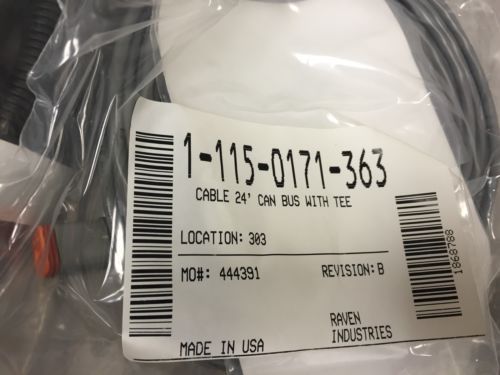 1-115-0171-363
CABLE 24' CAN BUS WITH TEE
LOCATION: 303
MO#: 444391 REVISION: B
MADE IN USA
RAVEN
INDUSTRIES
1868788